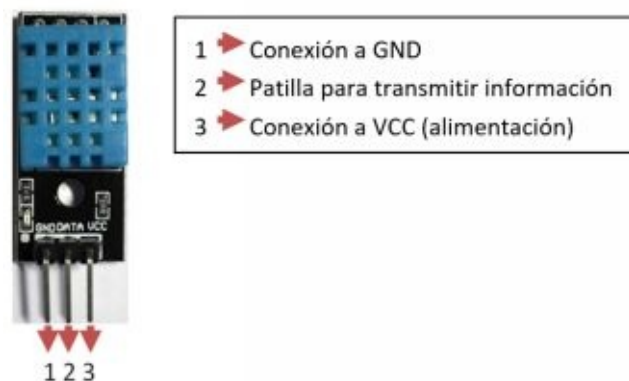 1 Conexión a GND
2 Patilla para transmitir información
3 Conexión a VCC (alimentación)
GND DATA VCC
1 2 3